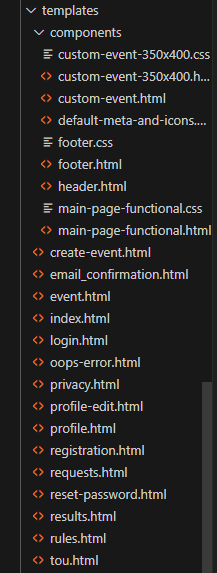 templates
components
custom-event-350x400.css
custom-event-350x400.h...
custom-event.html
default-meta-and-icons....
footer.css
footer.html
header.html
main-page-functional.css
main-page-functional.html
create-event.html
email_confirmation.html
event.html
index.html
login.html
oops-error.html
privacy.html
profile-edit.html
profile.html
registration.html
requests.html
reset-password.html
results.html
rules.html
tou.html